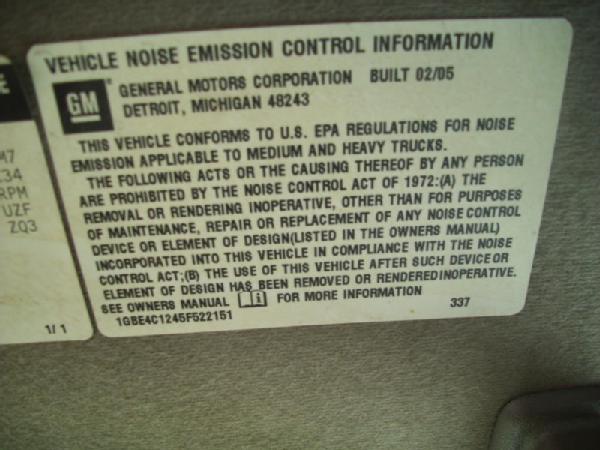 VEHICLE NOISE EMISSION CONTROL INFORMATION
GM
GENERAL MOTORS CORPORATION BUILT 02/05
DETROIT, MICHIGAN 48243
THIS VEHICLE CONFORMS TO U.S. EPA REGULATIONS FOR NOISE
EMISSION APPLICABLE TO MEDIUM AND HEAVY TRUCKS.
THE FOLLOWING ACTS OR THE CAUSING THEREOF BY ANY PERSON
ARE PROHIBITED BY THE NOISE CONTROL ACT OF 1972:(A) THE
REMOVAL OR RENDERING INOPERATIVE, OTHER THAN FOR PURPOSES
OF MAINTENANCE, REPAIR OR REPLACEMENT OF ANY NOISE CONTROL
DEVICE OR ELEMENT OF DESIGN(LISTED IN THE OWNERS MANUAL)
INCORPORATED INTO THIS VEHICLE IN COMPLIANCE WITH THE NOISE
CONTROL ACT;(B) THE USE OF THIS VEHICLE AFTER SUCH DEVICE OR
ELEMENT OF DESIGN HAS BEEN REMOVED OR RENDERED INOPERATIVE.
SEE OWNERS MANUAL FOR MORE INFORMATION
1GBE4C1245F522151 337
E
M7
34
RPM
UZF
ZQ3
1/1